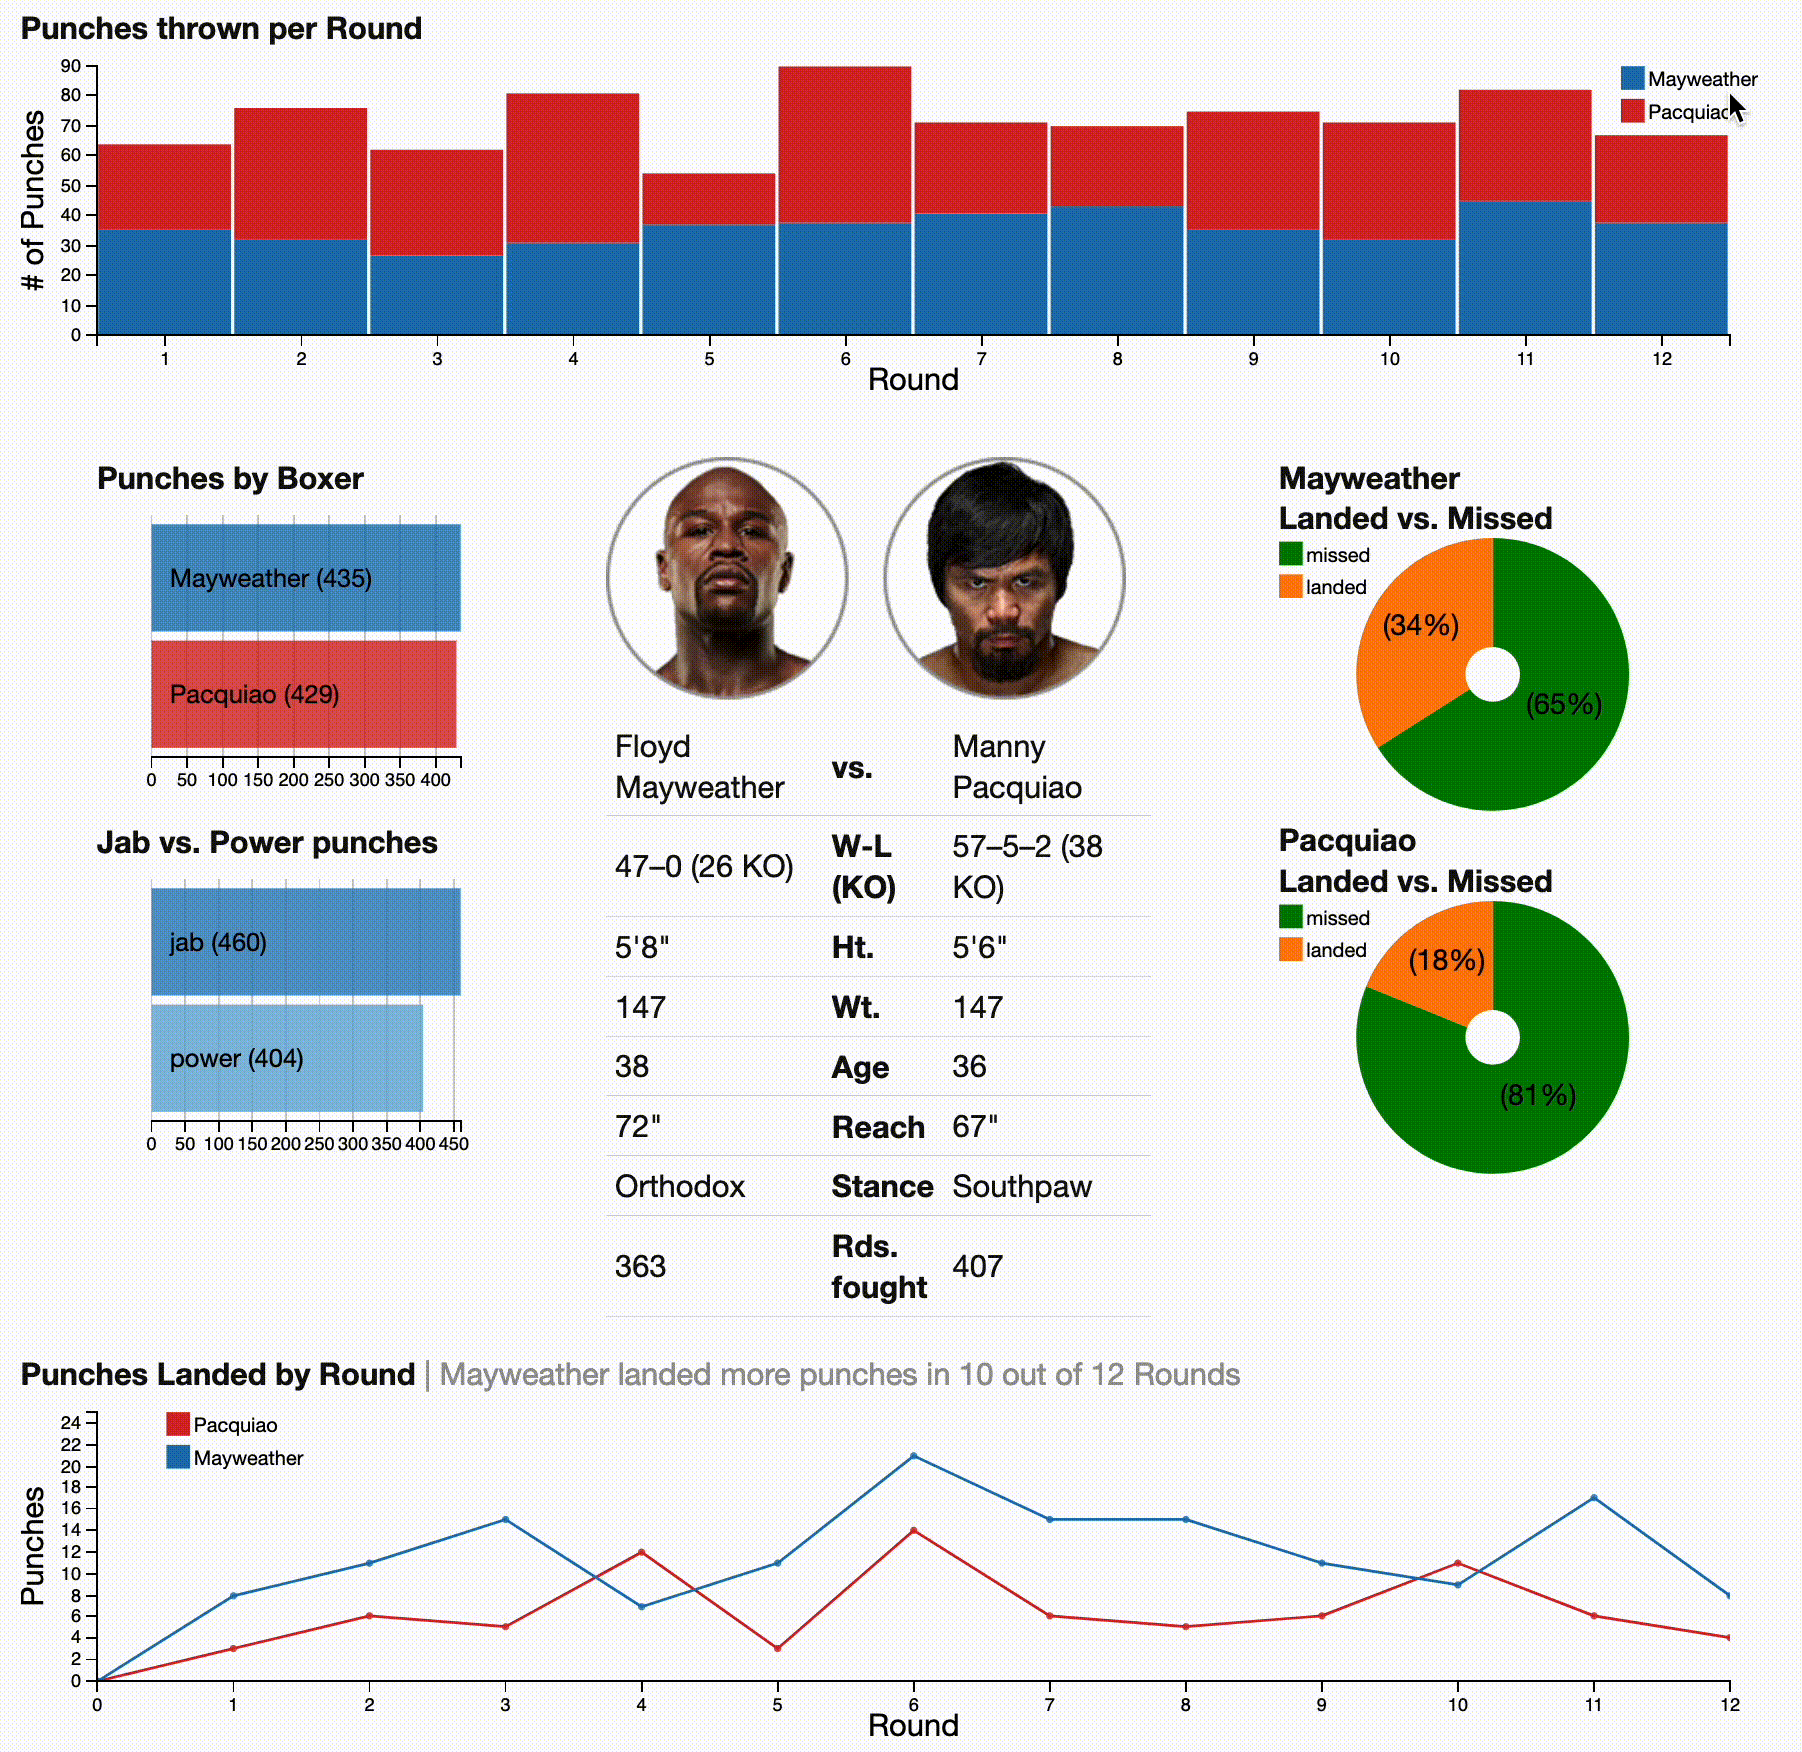 Punches thrown per Round
90
80
70
60
50
40
30
20
10
0
# of Punches
Mayweather
Pacquiao
1 2 3 4 5 6 7 8 9 10 11 12
Round
Punches by Boxer
Mayweather (435)
Pacquiao (429)
0 50 100 150 200 250 300 350 400
Jab vs. Power punches
jab (460)
power (404)
0 50 100 150 200 250 300 350 400 450
Floyd
Mayweather
vs.
Manny
Pacquiao
47–0 (26 KO)
W-L
(KO)
57–5–2 (38
KO)
5'8" Ht. 5'6"
147 Wt. 147
38 Age 36
72" Reach 67"
Orthodox Stance Southpaw
363
Rds.
fought
407
Mayweather
Landed vs. Missed
missed
landed
(34%)
(65%)
Pacquiao
Landed vs. Missed
missed
landed
(18%)
(81%)
Punches Landed by Round | Mayweather landed more punches in 10 out of 12 Rounds
24
22
20
18
16
14
12
10
8
6
4
2
0
Punches
Pacquiao
Mayweather
0 1 2 3 4 5 6 7 8 9 10 11 12
Round